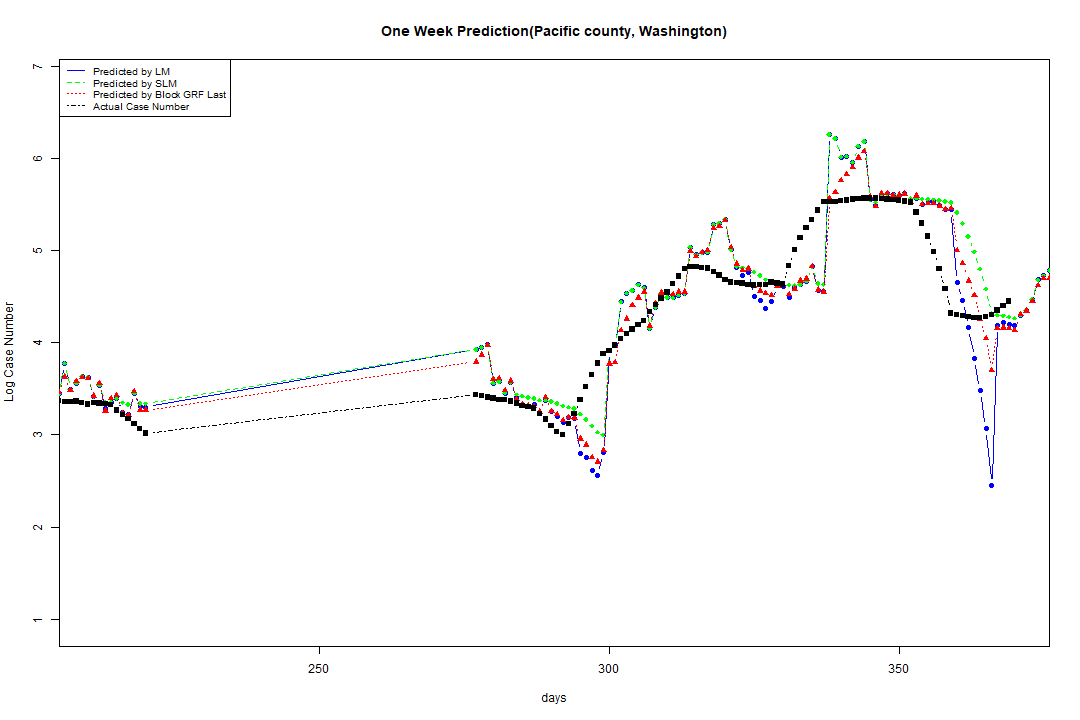 One Week Prediction(Pacific county, Washington)
Predicted by LM
Predicted by SLM
Predicted by Block GRF Last
Actual Case Number
Log Case Number
7
6
5
4
3
2
1
250
300
350
days